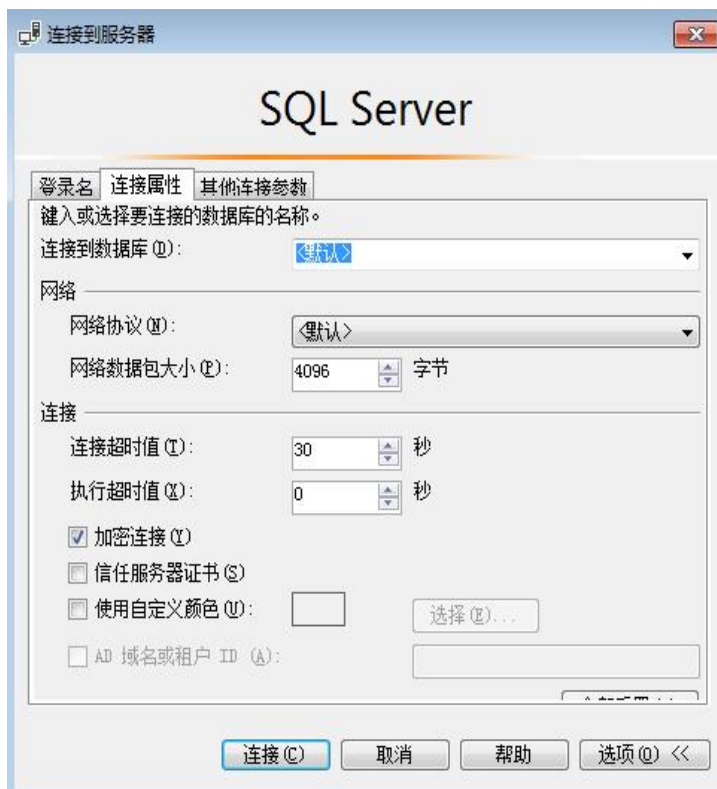 连接到服务器
SQL Server
登录名 连接属性 其他连接参数
键入或选择要连接的数据库的名称。
连接到数据库(D): <默认>
网络
网络协议(N): <默认>
网络数据包大小(P): 4096 字节
连接
连接超时值(T): 30 秒
执行超时值(X): 0 秒
加密连接(Y)
信任服务器证书(S)
使用自定义颜色(U): 选择(E)...
AD 域名或租户 ID (A):
连接(C) 取消 帮助 选项(O) <<